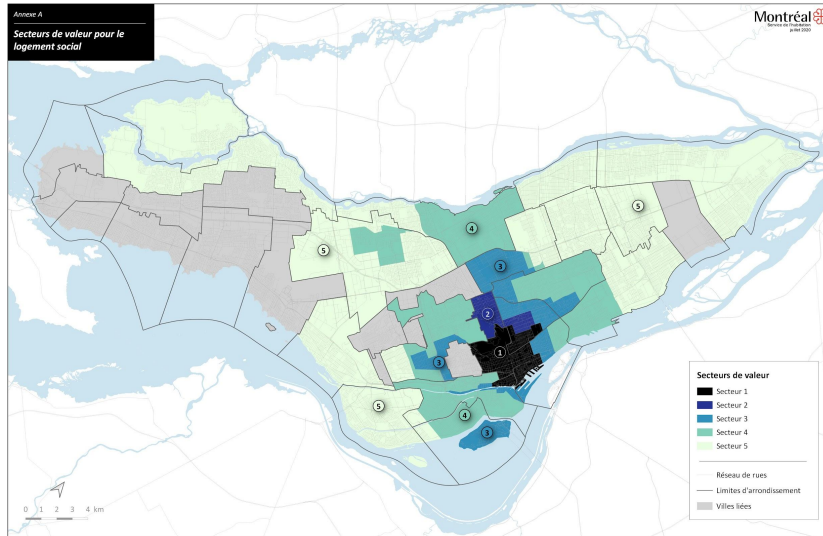 Annexe A
Secteurs de valeur pour le
logement social
Montréal
Service de l'habitation
juillet 2020
5
4
5
5
3
2
1
3
5
4
3
Secteurs de valeur
Secteur 1
Secteur 2
Secteur 3
Secteur 4
Secteur 5
Réseau de rues
Limites d'arrondissement
Villes liées
0 1 2 3 4 km